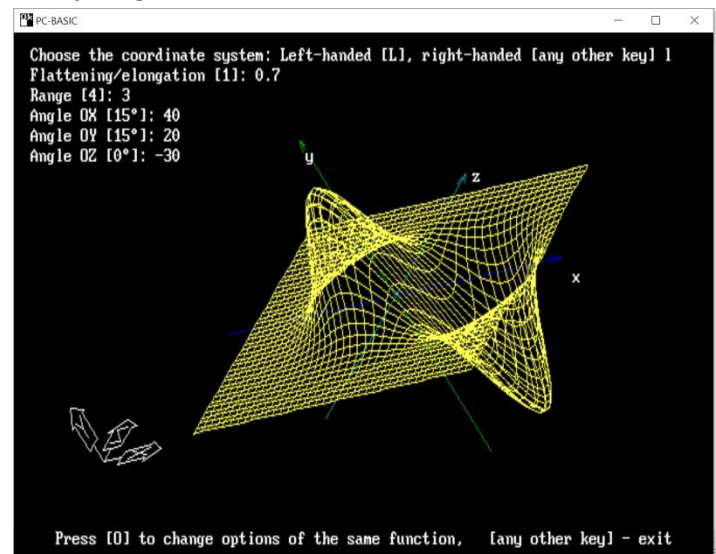 PC-BASIC
Choose the coordinate system: Left-handed [L], right-handed [any other key] l
Flattening/elongation [1]: 0.7
Range [4]: 3
Angle OX [15°]: 40
Angle OY [15°]: 20
Angle OZ [0°]: -30
y
z
x
Press [O] to change options of the same function, [any other key] - exit